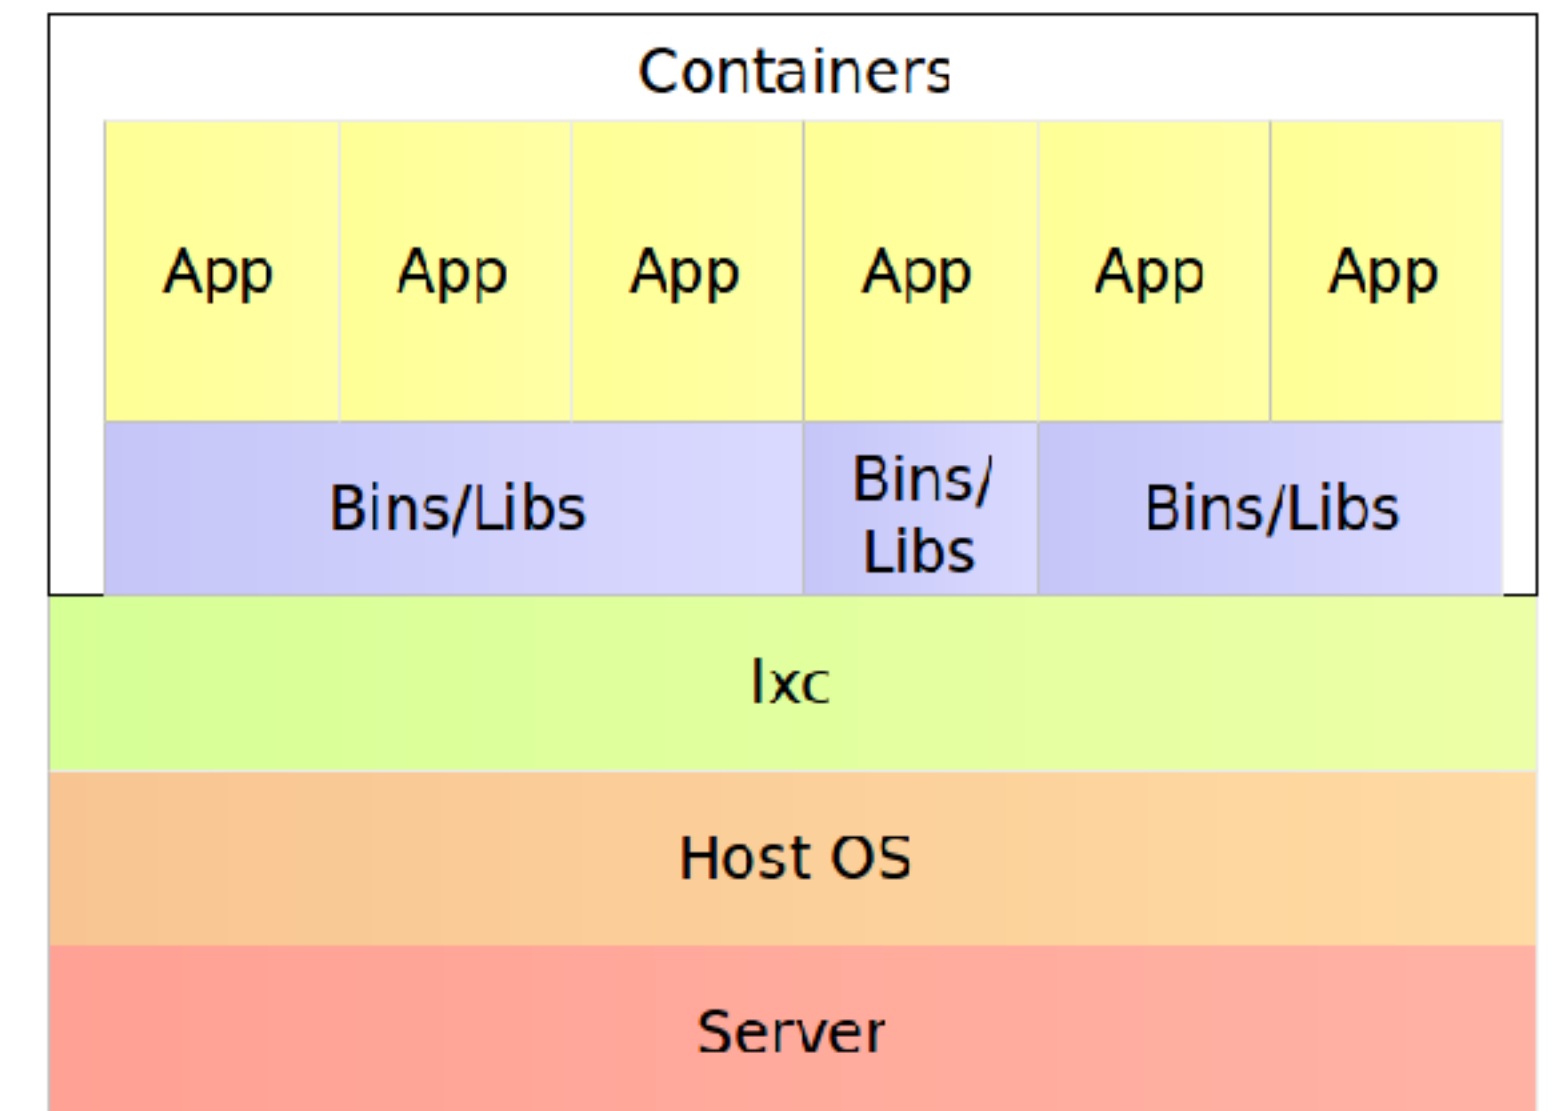 Containers
App App App App App App
Bins/Libs Bins/ Libs Bins/Libs
lxc
Host OS
Server